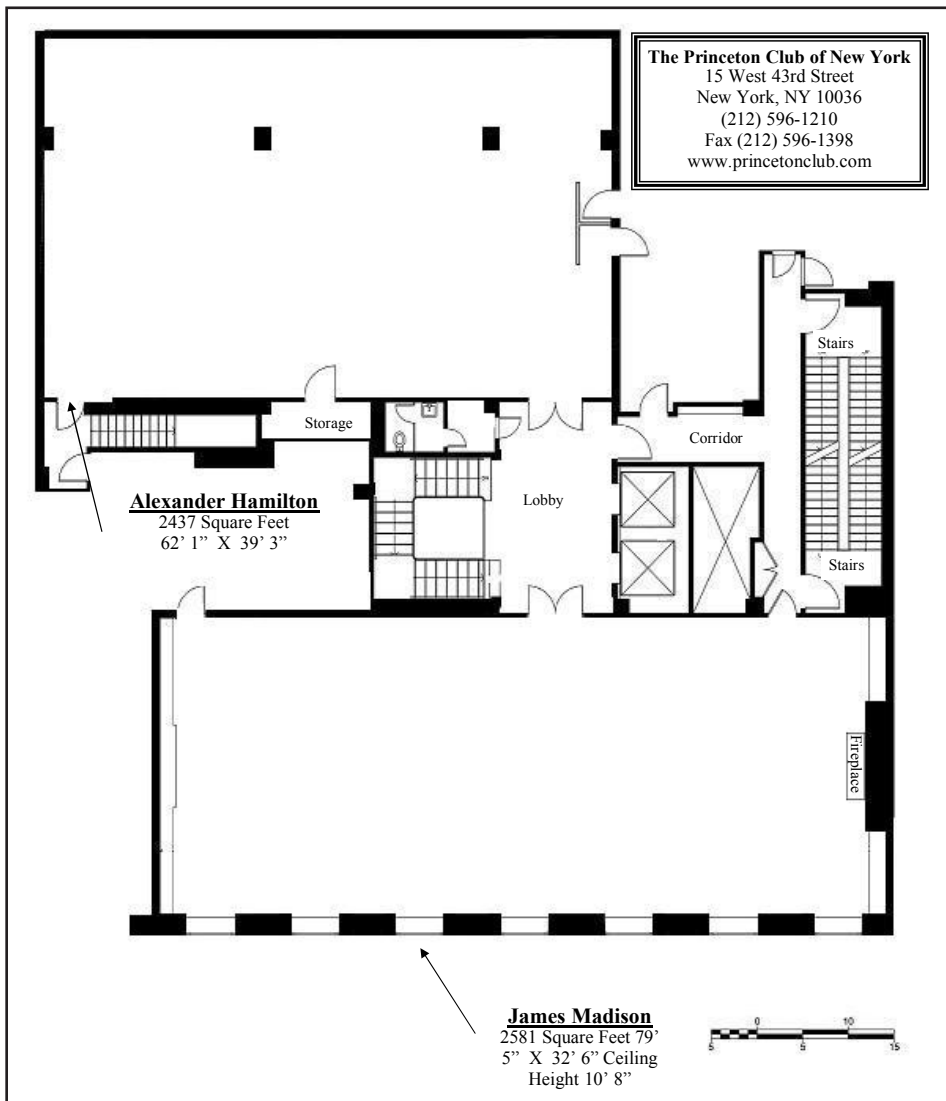 The Princeton Club of New York
15 West 43rd Street
New York, NY 10036
(212) 596-1210
Fax (212) 596-1398
www.princetonclub.com
Stairs
Storage
Corridor
Alexander Hamilton
2437 Square Feet
62’ 1” X 39’ 3”
Lobby
Stairs
Fireplace
James Madison
2581 Square Feet 79’
5” X 32’ 6” Ceiling
Height 10’ 8”
0 10
5 5 15